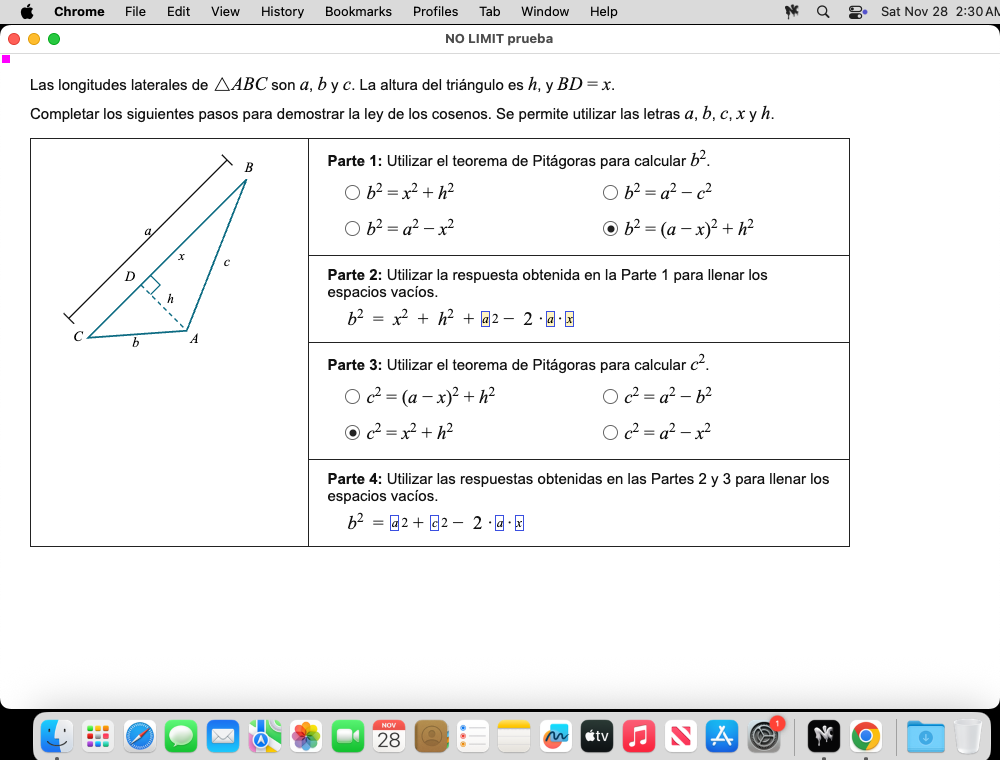 Chrome File Edit View History Bookmarks Profiles Tab Window Help Sat Nov 28 2:30 AM
NO LIMIT prueba
Las longitudes laterales de △ABC son a, b y c. La altura del triángulo es h, y BD = x.
Completar los siguientes pasos para demostrar la ley de los cosenos. Se permite utilizar las letras a, b, c, x y h.
B
a
x
c
D
h
C
b
A
Parte 1: Utilizar el teorema de Pitágoras para calcular b².
b² = x² + h² b² = a² − c²
b² = a² − x² b² = (a − x)² + h²
Parte 2: Utilizar la respuesta obtenida en la Parte 1 para llenar los
espacios vacíos.
b² = x² + h² + a2 − 2 · a · x
Parte 3: Utilizar el teorema de Pitágoras para calcular c².
c² = (a − x)² + h² c² = a² − b²
c² = x² + h² c² = a² − x²
Parte 4: Utilizar las respuestas obtenidas en las Partes 2 y 3 para llenar los
espacios vacíos.
b² = a2 + c2 − 2 · a · x
NOV
28
tv
1